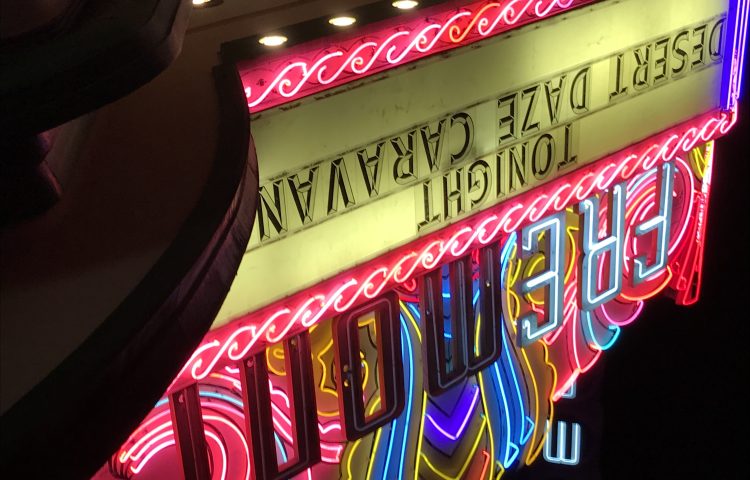 FREMONT
TONIGHT
DESERT DAZE CARAVAN